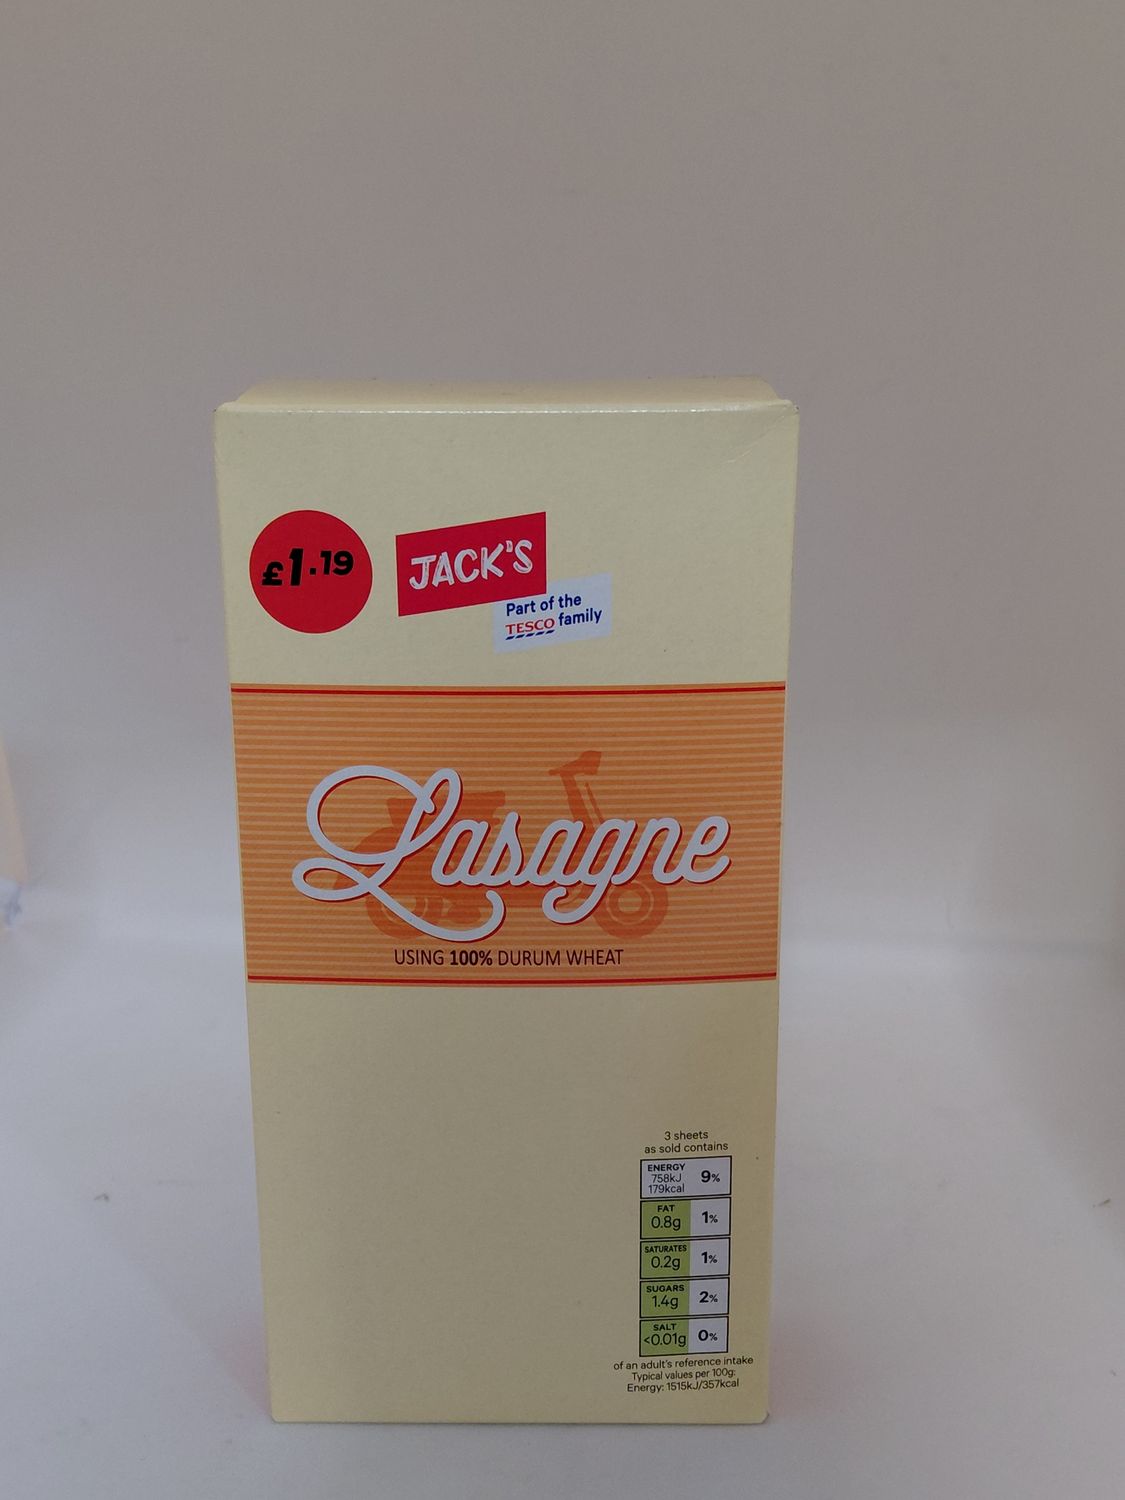 £1.19
JACK'S
Part of the
TESCO family
Lasagne
USING 100% DURUM WHEAT
3 sheets
as sold contains
ENERGY
758kJ
179kcal
9%
FAT
0.8g
1%
SATURATES
0.2g
1%
SUGARS
1.4g
2%
SALT
<0.01g
0%
of an adult's reference intake
Typical values per 100g:
Energy: 1515kJ/357kcal